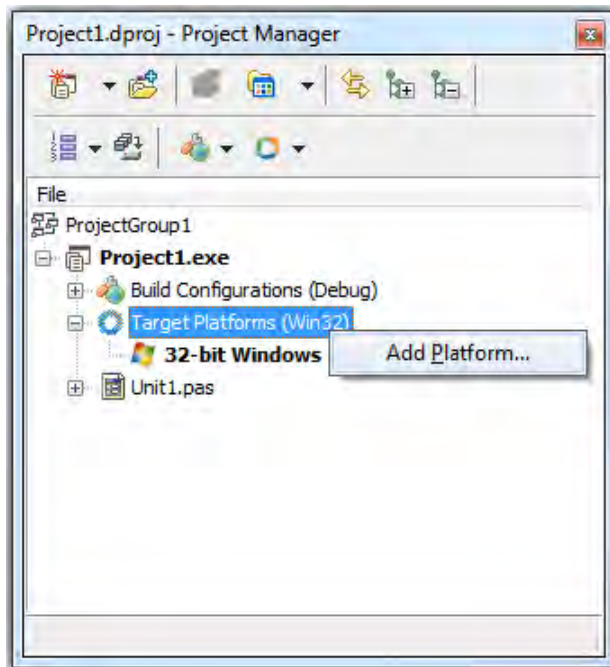 Project1.dproj - Project Manager
File
ProjectGroup1
Project1.exe
Build Configurations (Debug)
Target Platforms (Win32)
32-bit Windows
Add Platform...
Unit1.pas